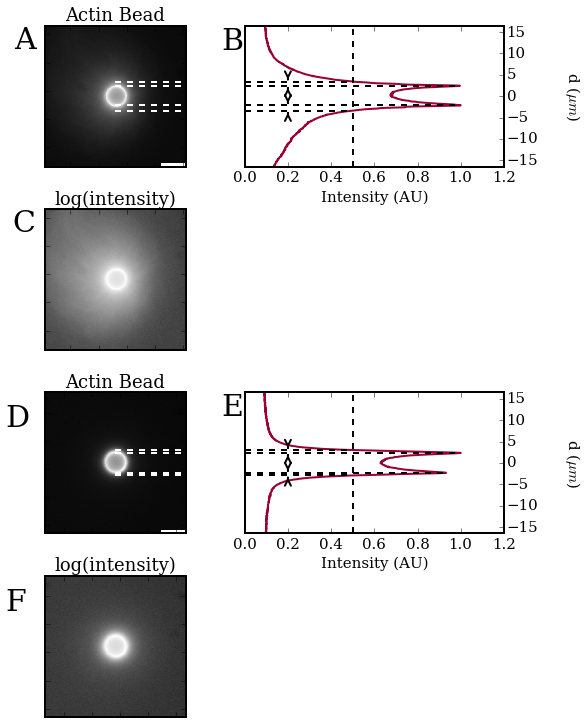 Actin Bead
A
B
15
10
5
0
−5
−10
−15
d (μm)
0.0 0.2 0.4 0.6 0.8 1.0 1.2
Intensity (AU)
log(intensity)
C
Actin Bead
D
E
15
10
5
0
−5
−10
−15
d (μm)
0.0 0.2 0.4 0.6 0.8 1.0 1.2
Intensity (AU)
log(intensity)
F